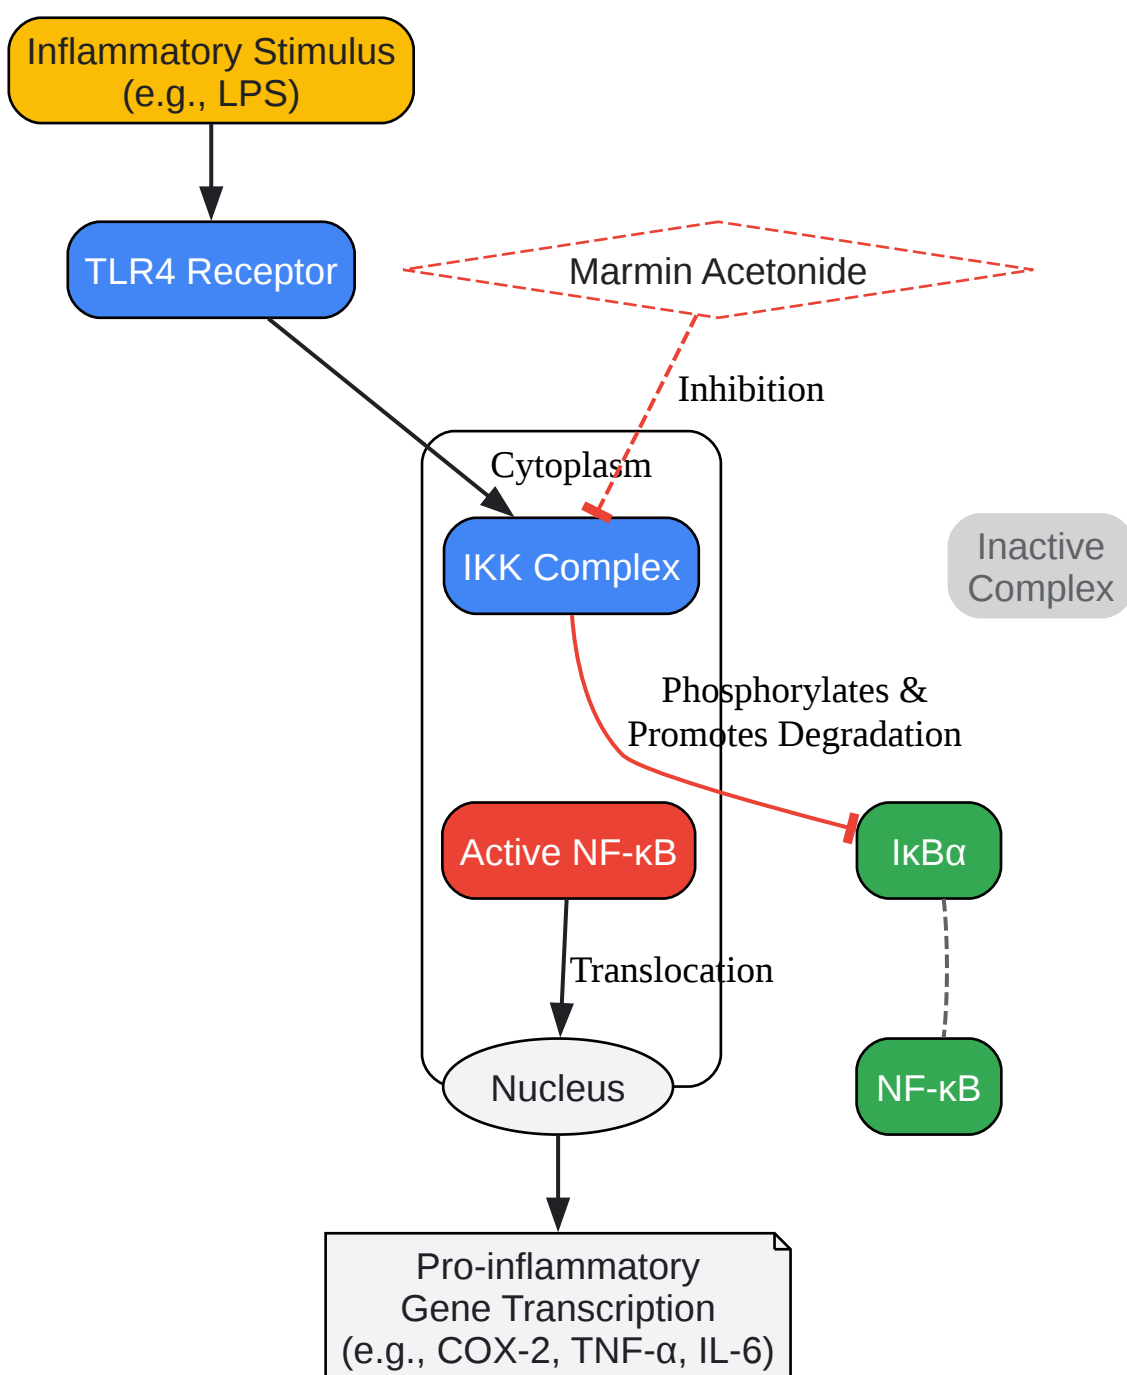 Inflammatory Stimulus
(e.g., LPS)
TLR4 Receptor
Marmin Acetonide
Inhibition
Cytoplasm
IKK Complex
Inactive
Complex
Phosphorylates &
Promotes Degradation
Active NF-κB
IκBα
Translocation
Nucleus
NF-κB
Pro-inflammatory
Gene Transcription
(e.g., COX-2, TNF-α, IL-6)